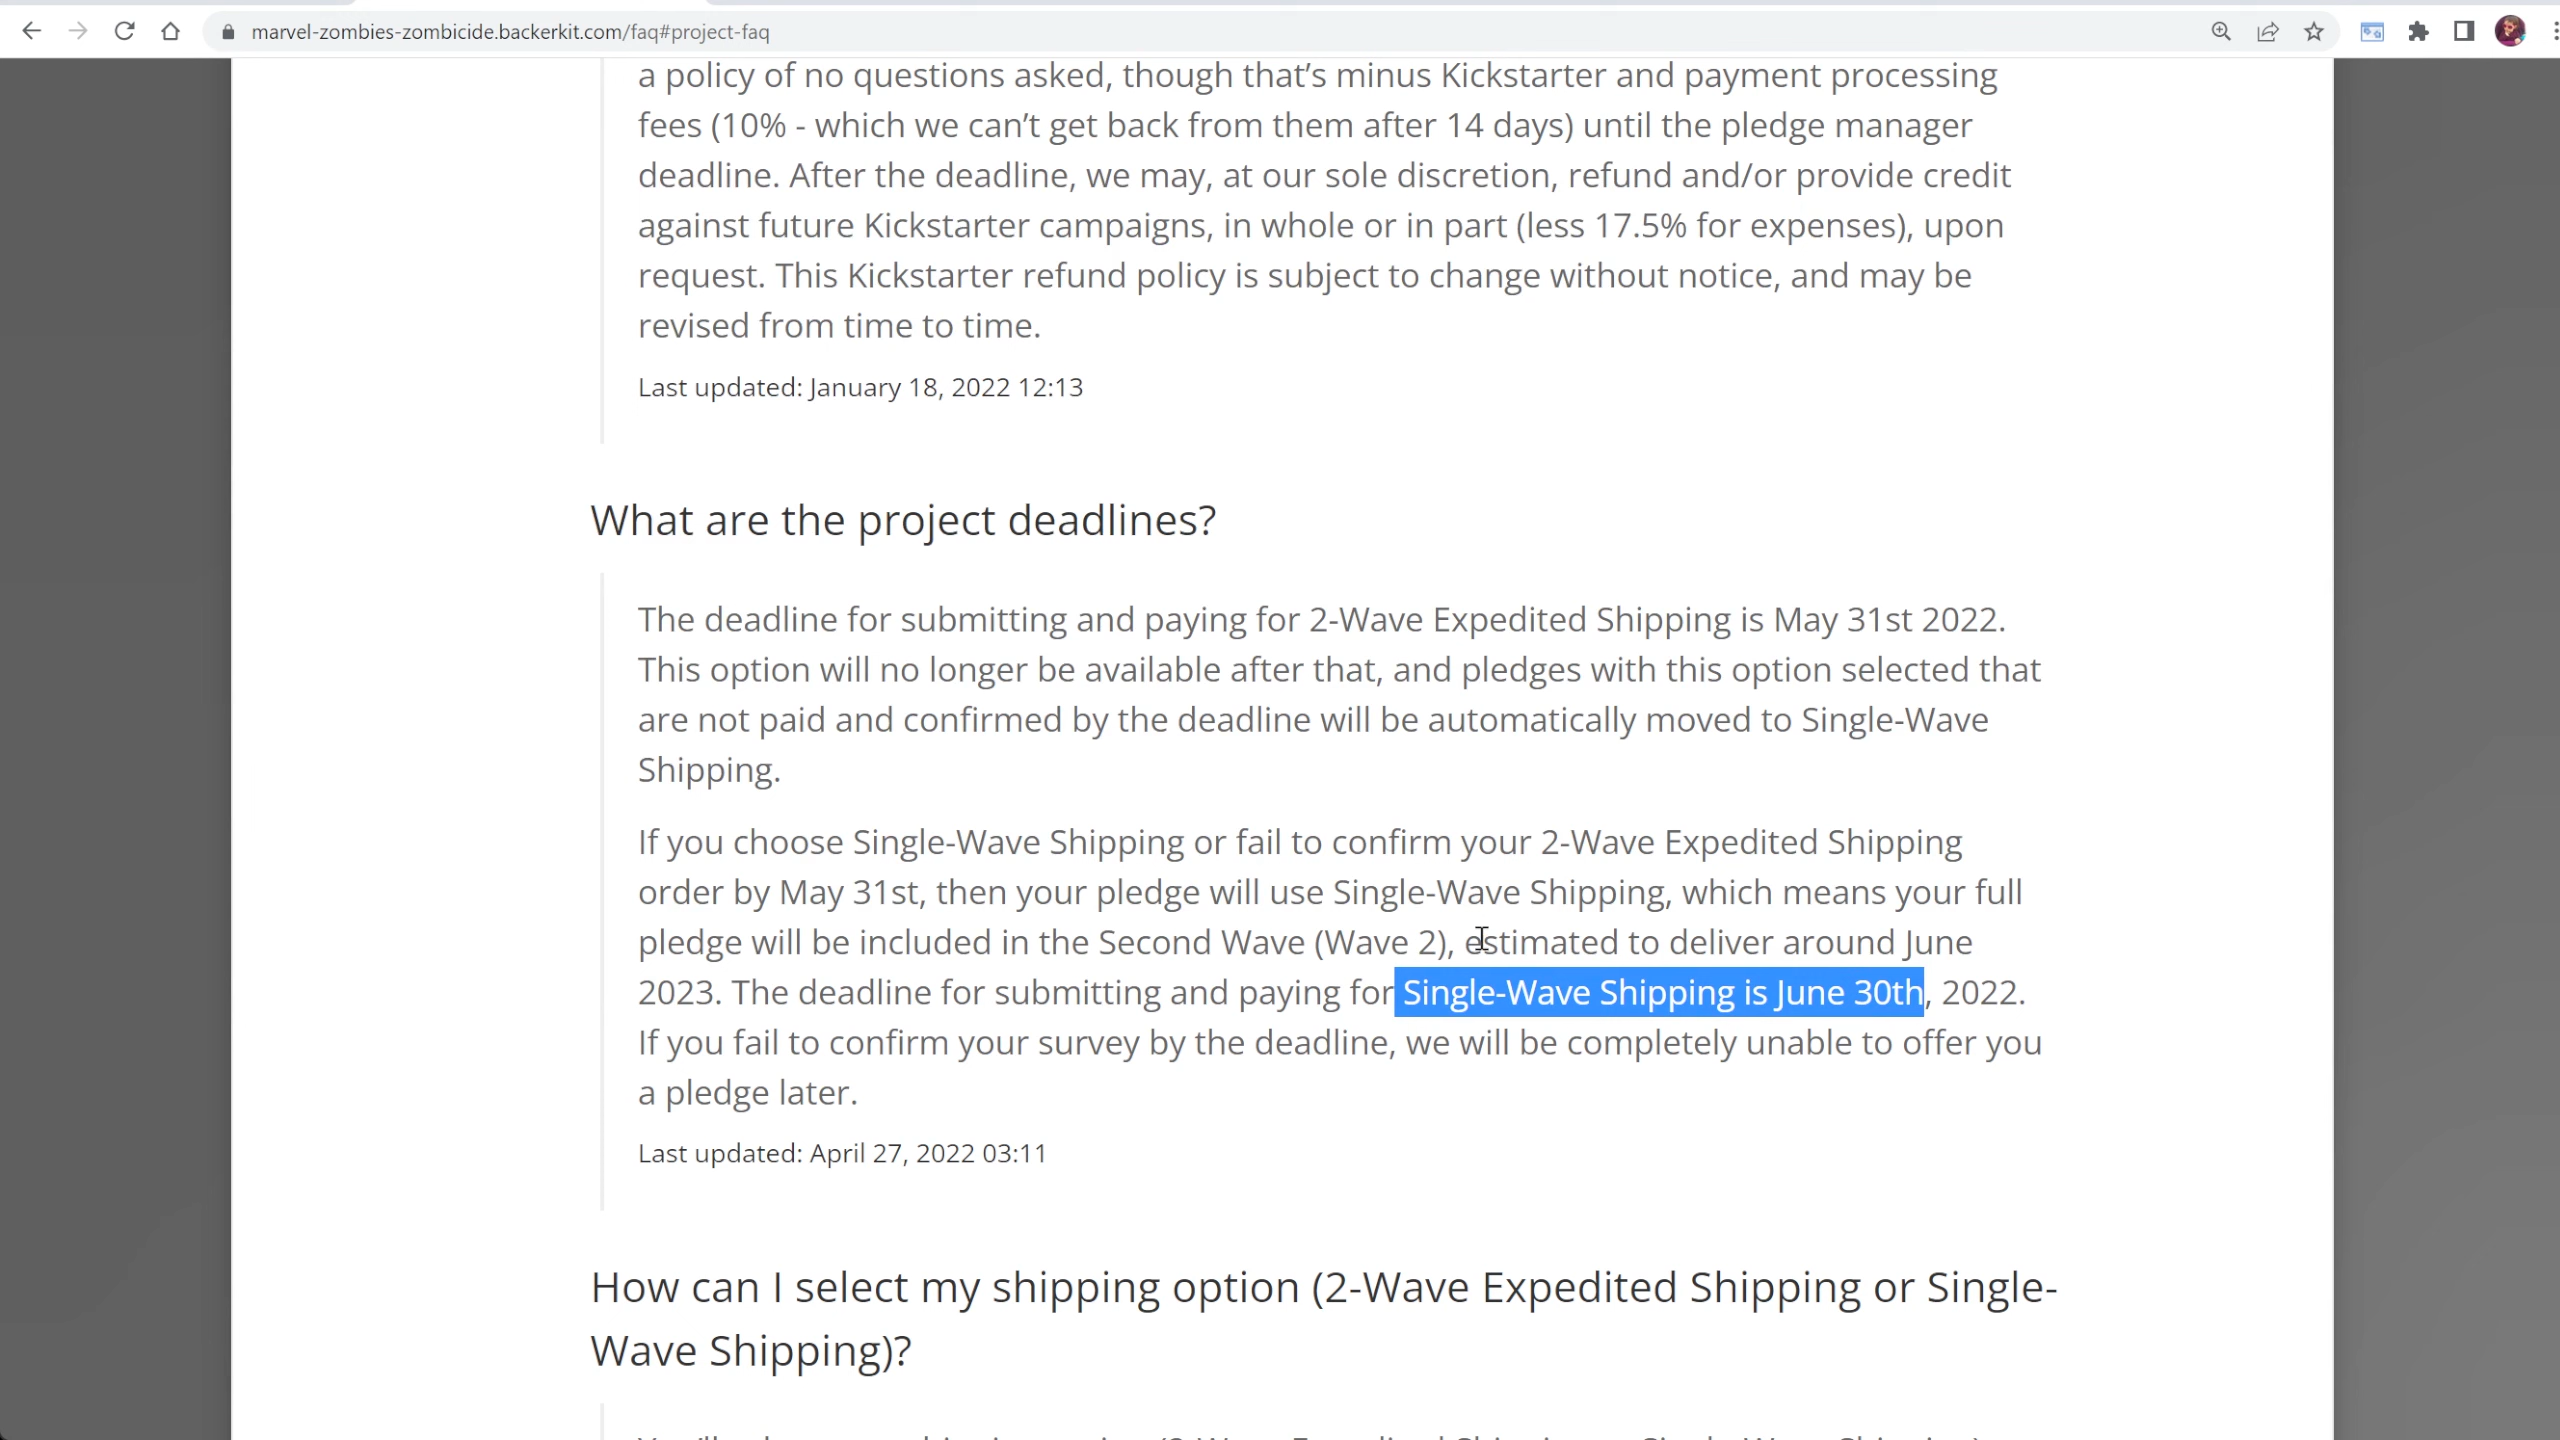 marvel-zombies-zombicide.backerkit.com/faq#project-faq
a policy of no questions asked, though that’s minus Kickstarter and payment processing
fees (10% - which we can’t get back from them after 14 days) until the pledge manager
deadline. After the deadline, we may, at our sole discretion, refund and/or provide credit
against future Kickstarter campaigns, in whole or in part (less 17.5% for expenses), upon
request. This Kickstarter refund policy is subject to change without notice, and may be
revised from time to time.
Last updated: January 18, 2022 12:13
What are the project deadlines?
The deadline for submitting and paying for 2-Wave Expedited Shipping is May 31st 2022.
This option will no longer be available after that, and pledges with this option selected that
are not paid and confirmed by the deadline will be automatically moved to Single-Wave
Shipping.
If you choose Single-Wave Shipping or fail to confirm your 2-Wave Expedited Shipping
order by May 31st, then your pledge will use Single-Wave Shipping, which means your full
pledge will be included in the Second Wave (Wave 2), estimated to deliver around June
2023. The deadline for submitting and paying for Single-Wave Shipping is June 30th, 2022.
If you fail to confirm your survey by the deadline, we will be completely unable to offer you
a pledge later.
Last updated: April 27, 2022 03:11
How can I select my shipping option (2-Wave Expedited Shipping or Single-
Wave Shipping)?